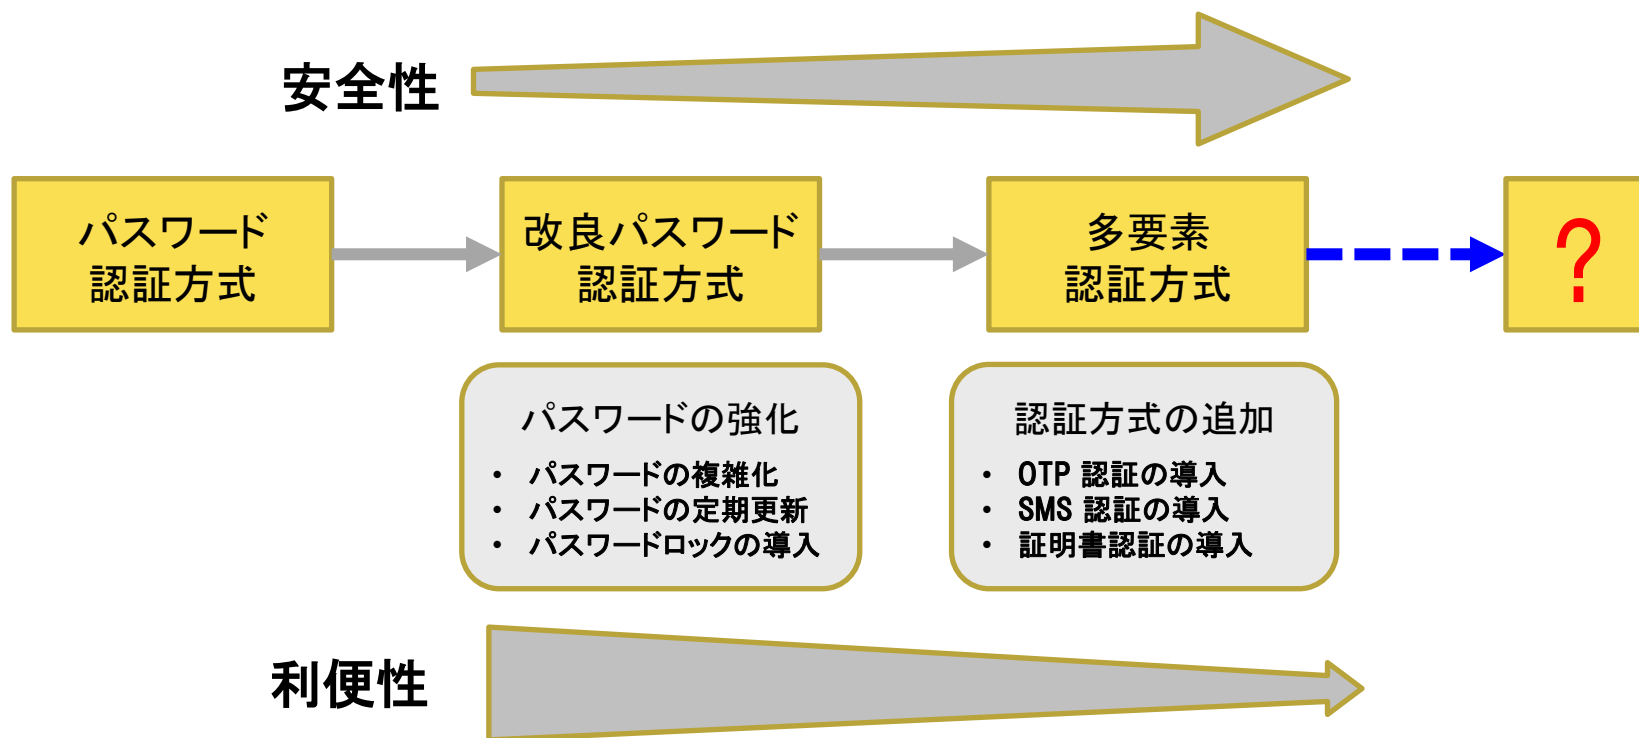 安全性
パスワード
認証方式
改良パスワード
認証方式
多要素
認証方式
?
パスワードの強化
• パスワードの複雑化
• パスワードの定期更新
• パスワードロックの導入
認証方式の追加
• OTP 認証の導入
• SMS 認証の導入
• 証明書認証の導入
利便性